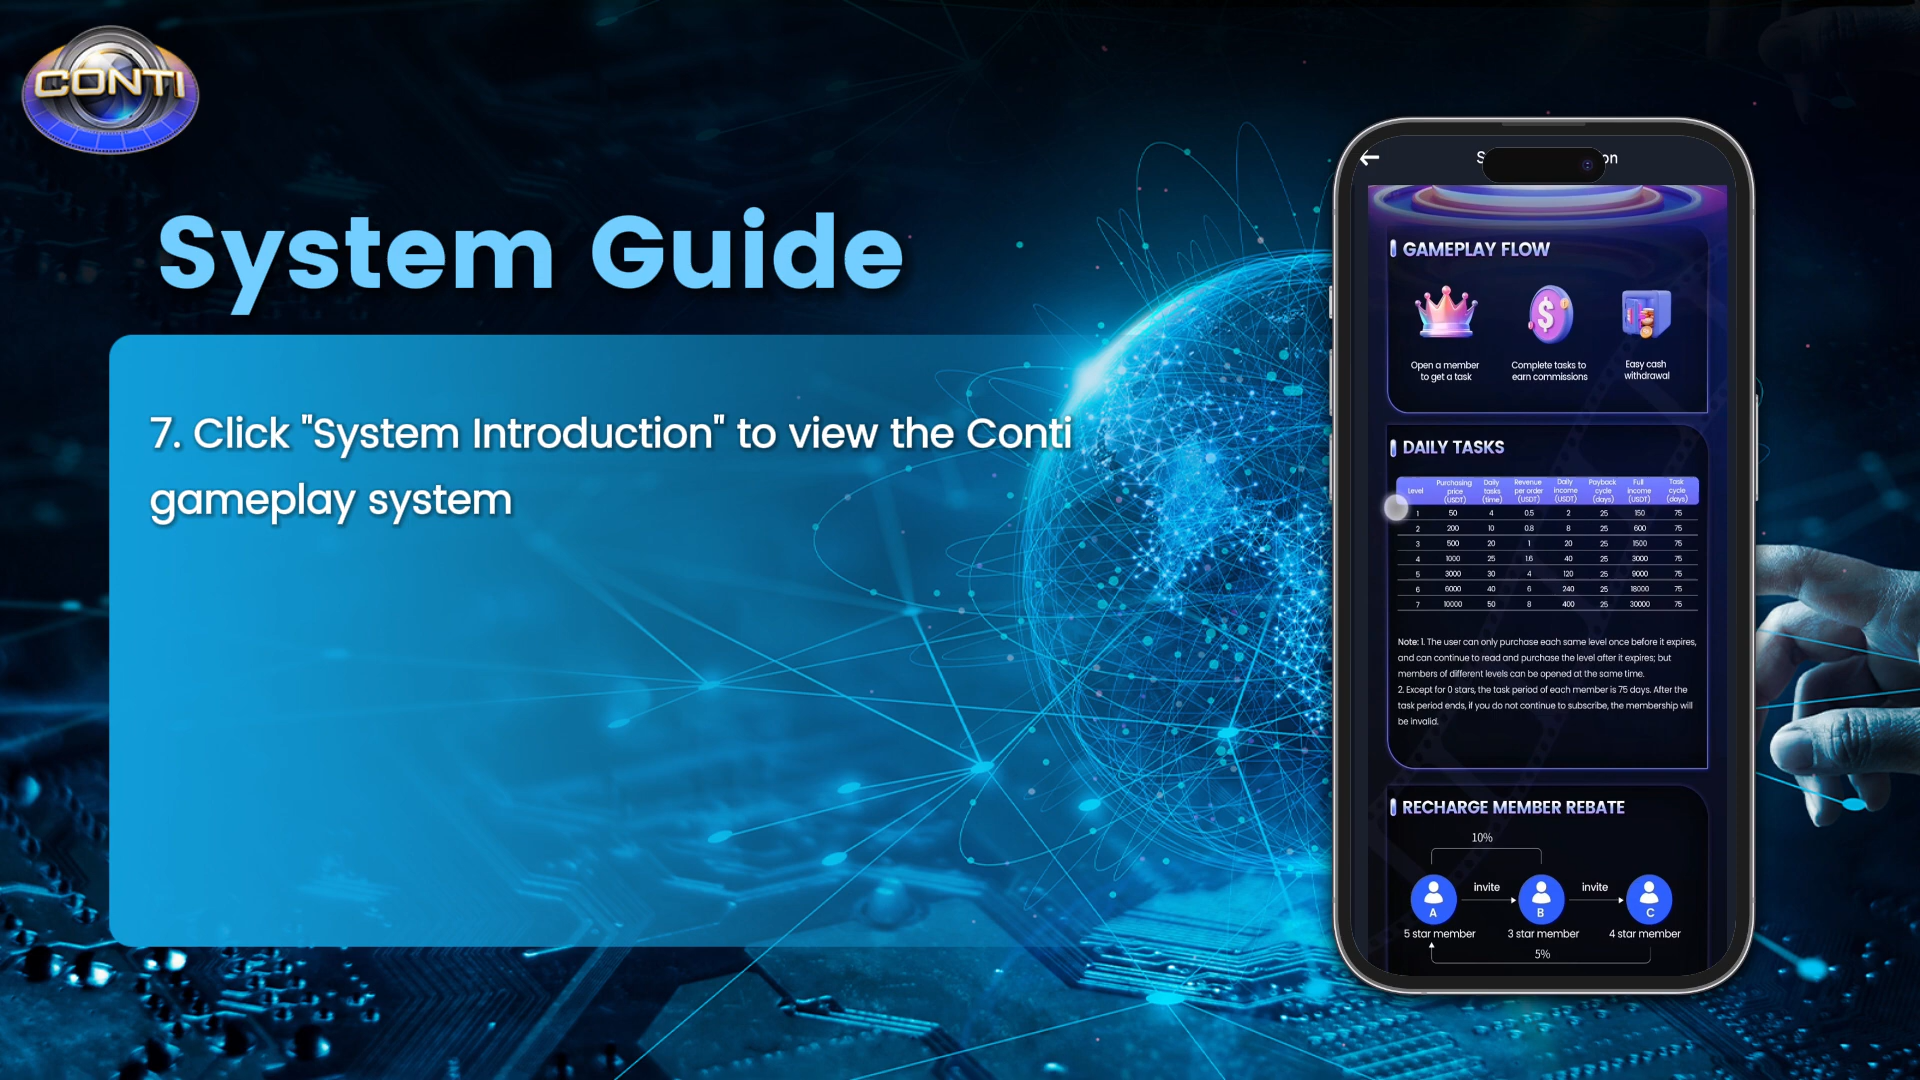 CONTI
System Guide
7. Click "System Introduction" to view the Conti
gameplay system
GAMEPLAY FLOW
Open a member
to get a task
Complete tasks to
earn commissions
Easy cash
withdrawal
DAILY TASKS
Level Purchasing price (USDT) Daily tasks (time) Revenue per order (USDT) Daily income (USDT) Payback cycle (days) Full income (USDT) Task cycle (days)
1 50 4 0.5 2 25 150 75
2 200 10 0.8 8 25 600 75
3 500 20 1 20 25 1500 75
4 1000 25 1.6 40 25 3000 75
5 3000 30 4 120 25 9000 75
6 6000 40 6 240 25 18000 75
7 10000 50 8 400 25 30000 75
Note: 1. The user can only purchase each same level once before it expires,
and can continue to read and purchase the level after it expires; but
members of different levels can be opened at the same time.
2. Except for 0 stars, the task period of each member is 75 days. After the
task period ends, if you do not continue to subscribe, the membership will
be invalid.
RECHARGE MEMBER REBATE
10%
invite invite
A B C
5 star member 3 star member 4 star member
5%